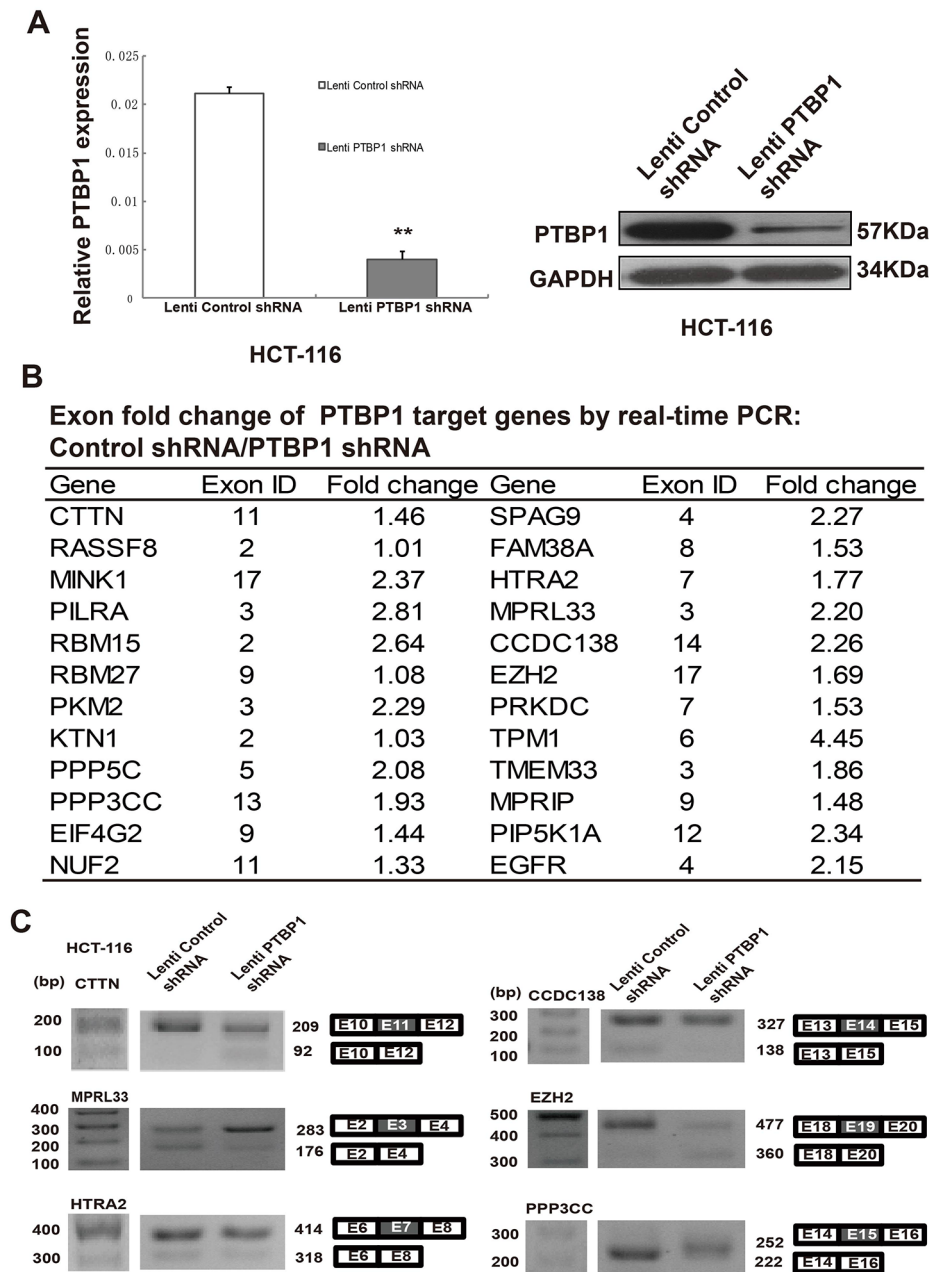 A
Relative PTBP1 expression
0.025
0.02
0.015
0.01
0.005
0
Lenti Control shRNA
Lenti PTBP1 shRNA
**
Lenti Control shRNA
Lenti PTBP1 shRNA
HCT-116
Lenti Control
shRNA
Lenti PTBP1
shRNA
PTBP1
57KDa
GAPDH
34KDa
HCT-116
B
Exon fold change of PTBP1 target genes by real-time PCR:
Control shRNA/PTBP1 shRNA
Gene Exon ID Fold change Gene Exon ID Fold change
CTTN 11 1.46 SPAG9 4 2.27
RASSF8 2 1.01 FAM38A 8 1.53
MINK1 17 2.37 HTRA2 7 1.77
PILRA 3 2.81 MPRL33 3 2.20
RBM15 2 2.64 CCDC138 14 2.26
RBM27 9 1.08 EZH2 17 1.69
PKM2 3 2.29 PRKDC 7 1.53
KTN1 2 1.03 TPM1 6 4.45
PPP5C 5 2.08 TMEM33 3 1.86
PPP3CC 13 1.93 MPRIP 9 1.48
EIF4G2 9 1.44 PIP5K1A 12 2.34
NUF2 11 1.33 EGFR 4 2.15
C
HCT-116
Lenti Control
shRNA
Lenti PTBP1
shRNA
(bp) CTTN
200
100
209 E10 E11 E12
92 E10 E12
MPRL33
400
300
200
100
283 E2 E3 E4
176 E2 E4
HTRA2
400
300
414 E6 E7 E8
318 E6 E8
Lenti Control
shRNA
Lenti PTBP1
shRNA
(bp) CCDC138
300
200
100
327 E13 E14 E15
138 E13 E15
EZH2
500
400
300
477 E18 E19 E20
360 E18 E20
PPP3CC
300
200
252 E14 E15 E16
222 E14 E16